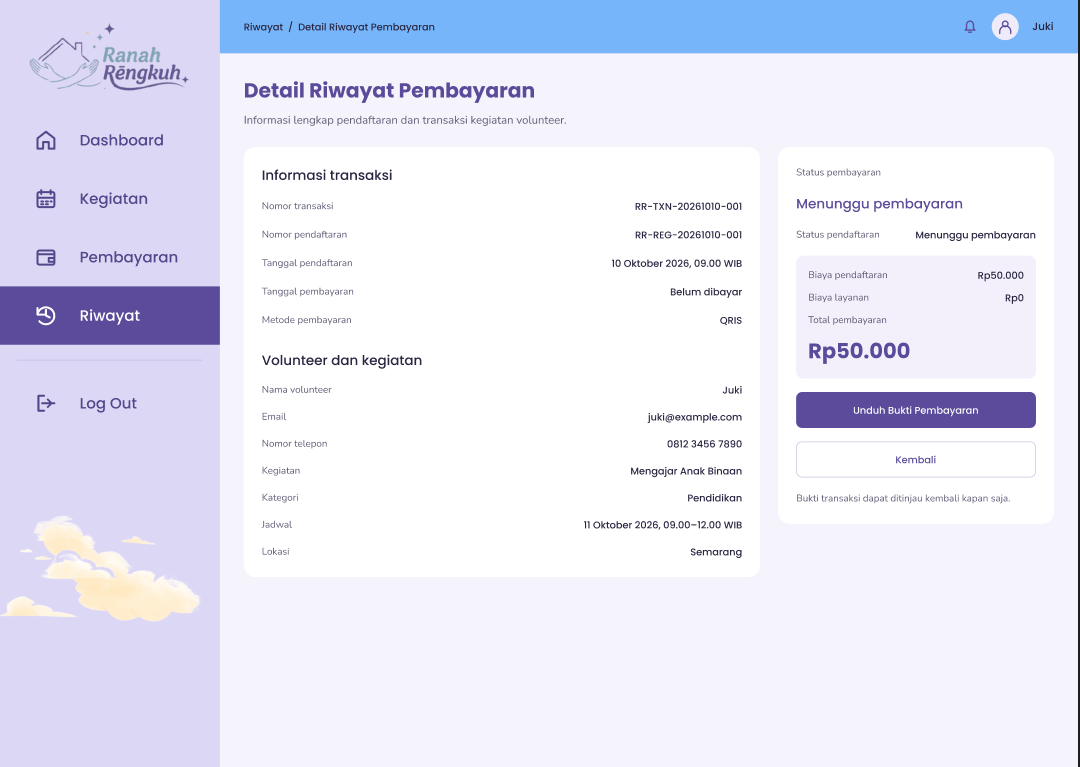 Ranah
Rēngkuh
Dashboard
Kegiatan
Pembayaran
Riwayat
Log Out
Riwayat / Detail Riwayat Pembayaran
Juki
Detail Riwayat Pembayaran
Informasi lengkap pendaftaran dan transaksi kegiatan volunteer.
Informasi transaksi
Nomor transaksi RR-TXN-20261010-001
Nomor pendaftaran RR-REG-20261010-001
Tanggal pendaftaran 10 Oktober 2026, 09.00 WIB
Tanggal pembayaran Belum dibayar
Metode pembayaran QRIS
Volunteer dan kegiatan
Nama volunteer Juki
Email juki@example.com
Nomor telepon 0812 3456 7890
Kegiatan Mengajar Anak Binaan
Kategori Pendidikan
Jadwal 11 Oktober 2026, 09.00–12.00 WIB
Lokasi Semarang
Status pembayaran
Menunggu pembayaran
Status pendaftaran Menunggu pembayaran
Biaya pendaftaran Rp50.000
Biaya layanan Rp0
Total pembayaran
Rp50.000
Unduh Bukti Pembayaran
Kembali
Bukti transaksi dapat ditinjau kembali kapan saja.